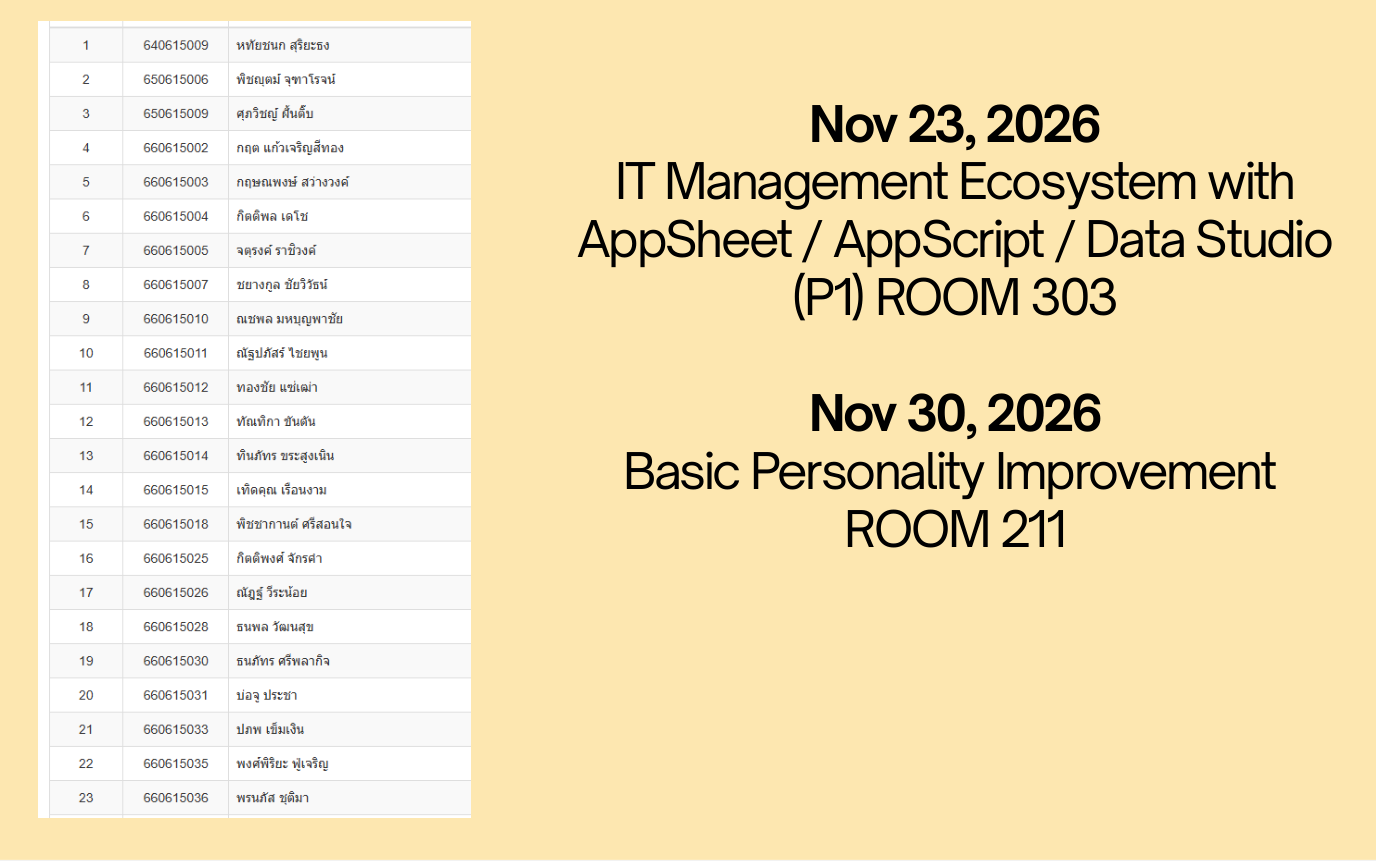 1 640615009 หทัยชนก สุริยะธง
2 650615006 พิชญุตม์ จุฑาโรจน์
3 650615009 ศุภวิชญ์ ฝั้นติ๊บ
4 660615002 กฤต แก้วเจริญสีทอง
5 660615003 กฤษณพงษ์ สว่างวงค์
6 660615004 กิตติพล เดโช
7 660615005 จตุรงค์ ราชิวงค์
8 660615007 ชยางกูล ชัยวิวัธน์
9 660615010 ณชพล มหบุญพาชัย
10 660615011 ณัฐปภัสร์ ไชยพูน
11 660615012 ทองชัย แซ่เฒ่า
12 660615013 ทัณฑิกา ขันตัน
13 660615014 ทินภัทร ขระสูงเนิน
14 660615015 เทิดคุณ เรือนงาม
15 660615018 พิชชากานต์ ศรีสอนใจ
16 660615025 กิตติพงศ์ จักรศา
17 660615026 ณัฎฐ์ วีระน้อย
18 660615028 ธนพล วัฒนสุข
19 660615030 ธนภัทร ศรีพลากิจ
20 660615031 บ่อจู ประชา
21 660615033 ปภพ เข็มเงิน
22 660615035 พงศ์พิริยะ ฟูเจริญ
23 660615036 พรนภัส ชุติมา
Nov 23, 2026
IT Management Ecosystem with
AppSheet / AppScript / Data Studio
(P1) ROOM 303
Nov 30, 2026
Basic Personality Improvement
ROOM 211